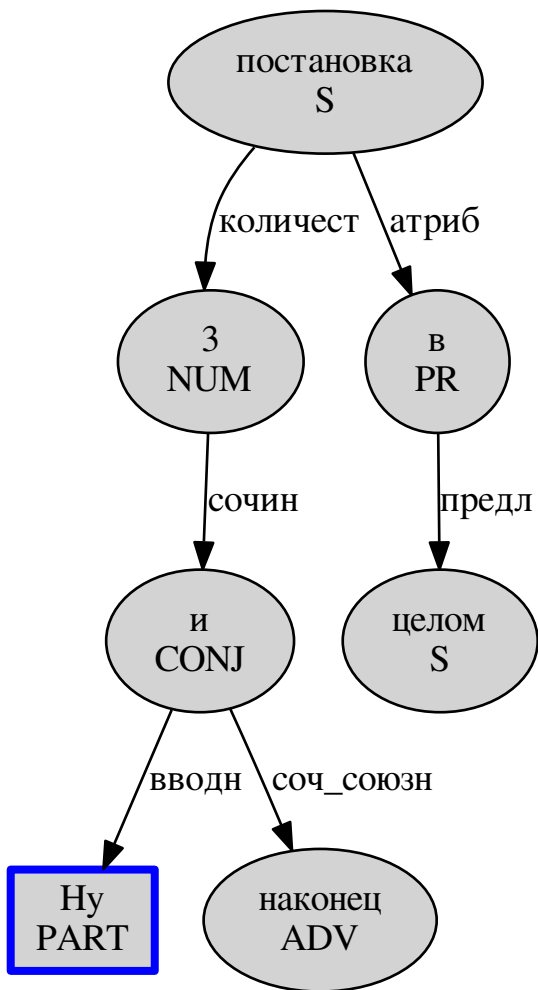 постановка
S
количест атриб
3
NUM
в
PR
сочин предл
и
CONJ
целом
S
вводн соч_союзн
Ну
PART
наконец
ADV